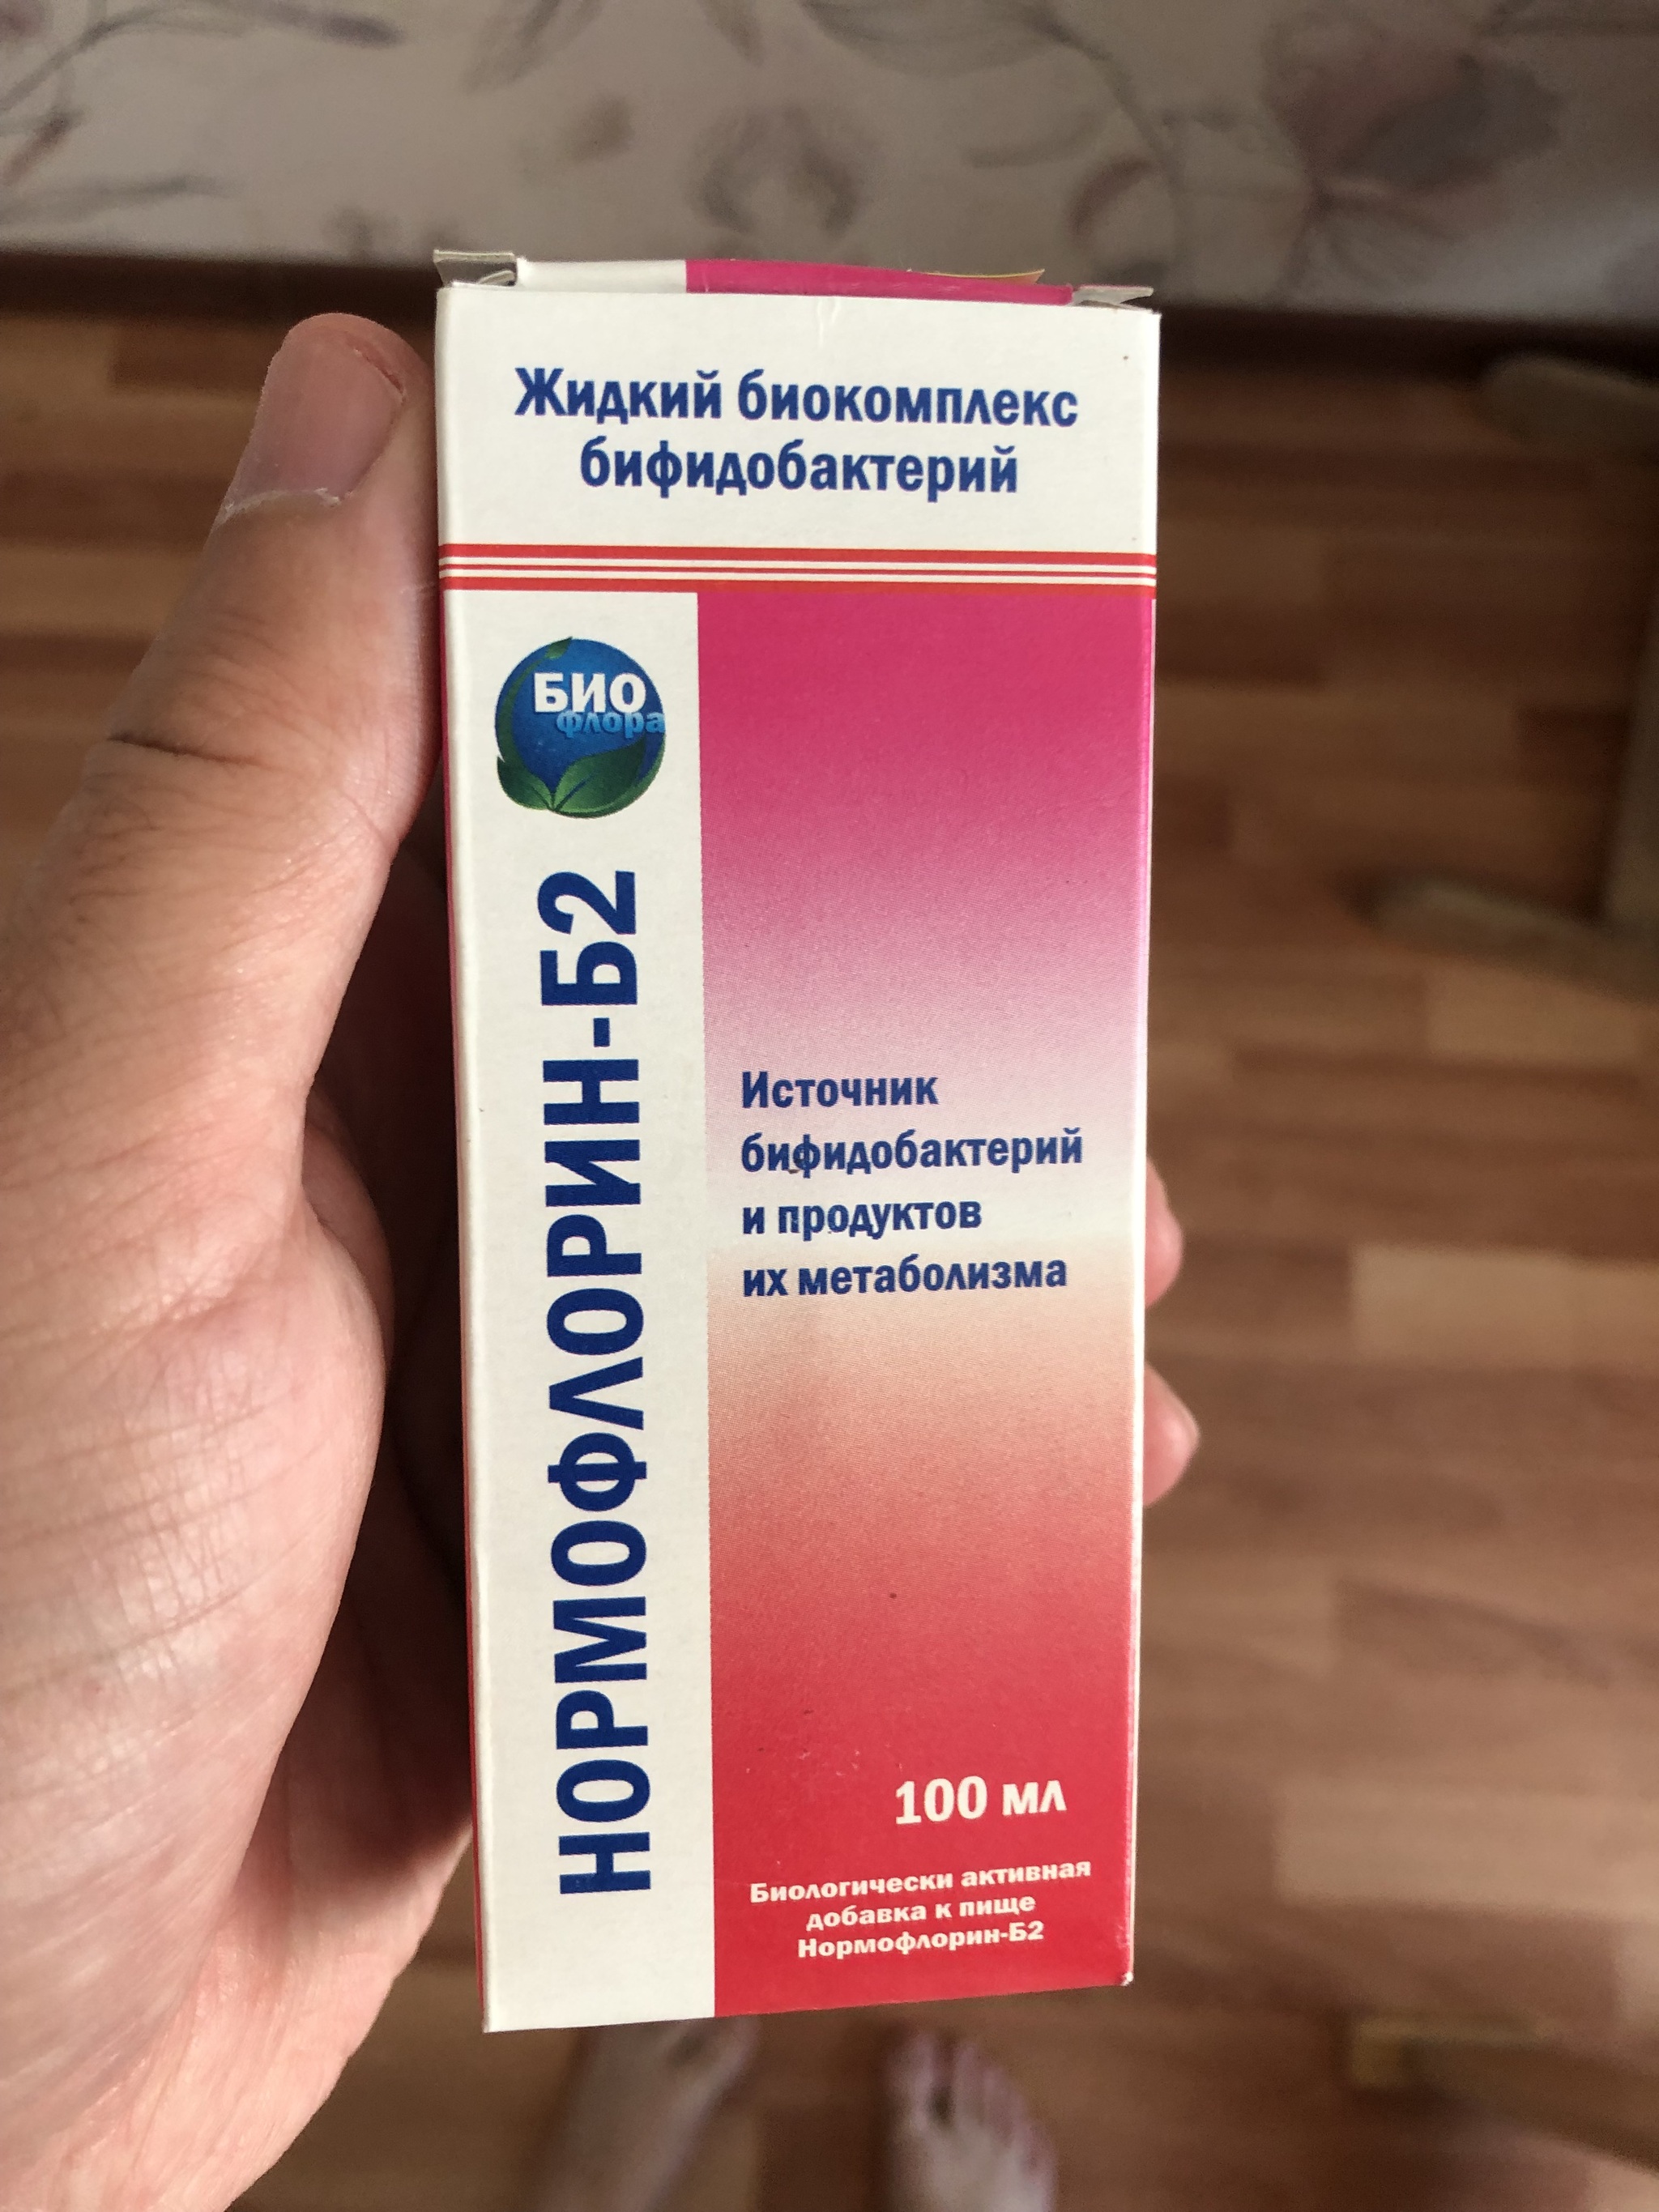 Жидкий биокомплекс
бифидобактерий
БИО
флора
НОРМОФЛОРИН-Б2
Источник
бифидобактерий
и продуктов
их метаболизма
100 мл
Биологически активная
добавка к пище
Нормофлорин-Б2